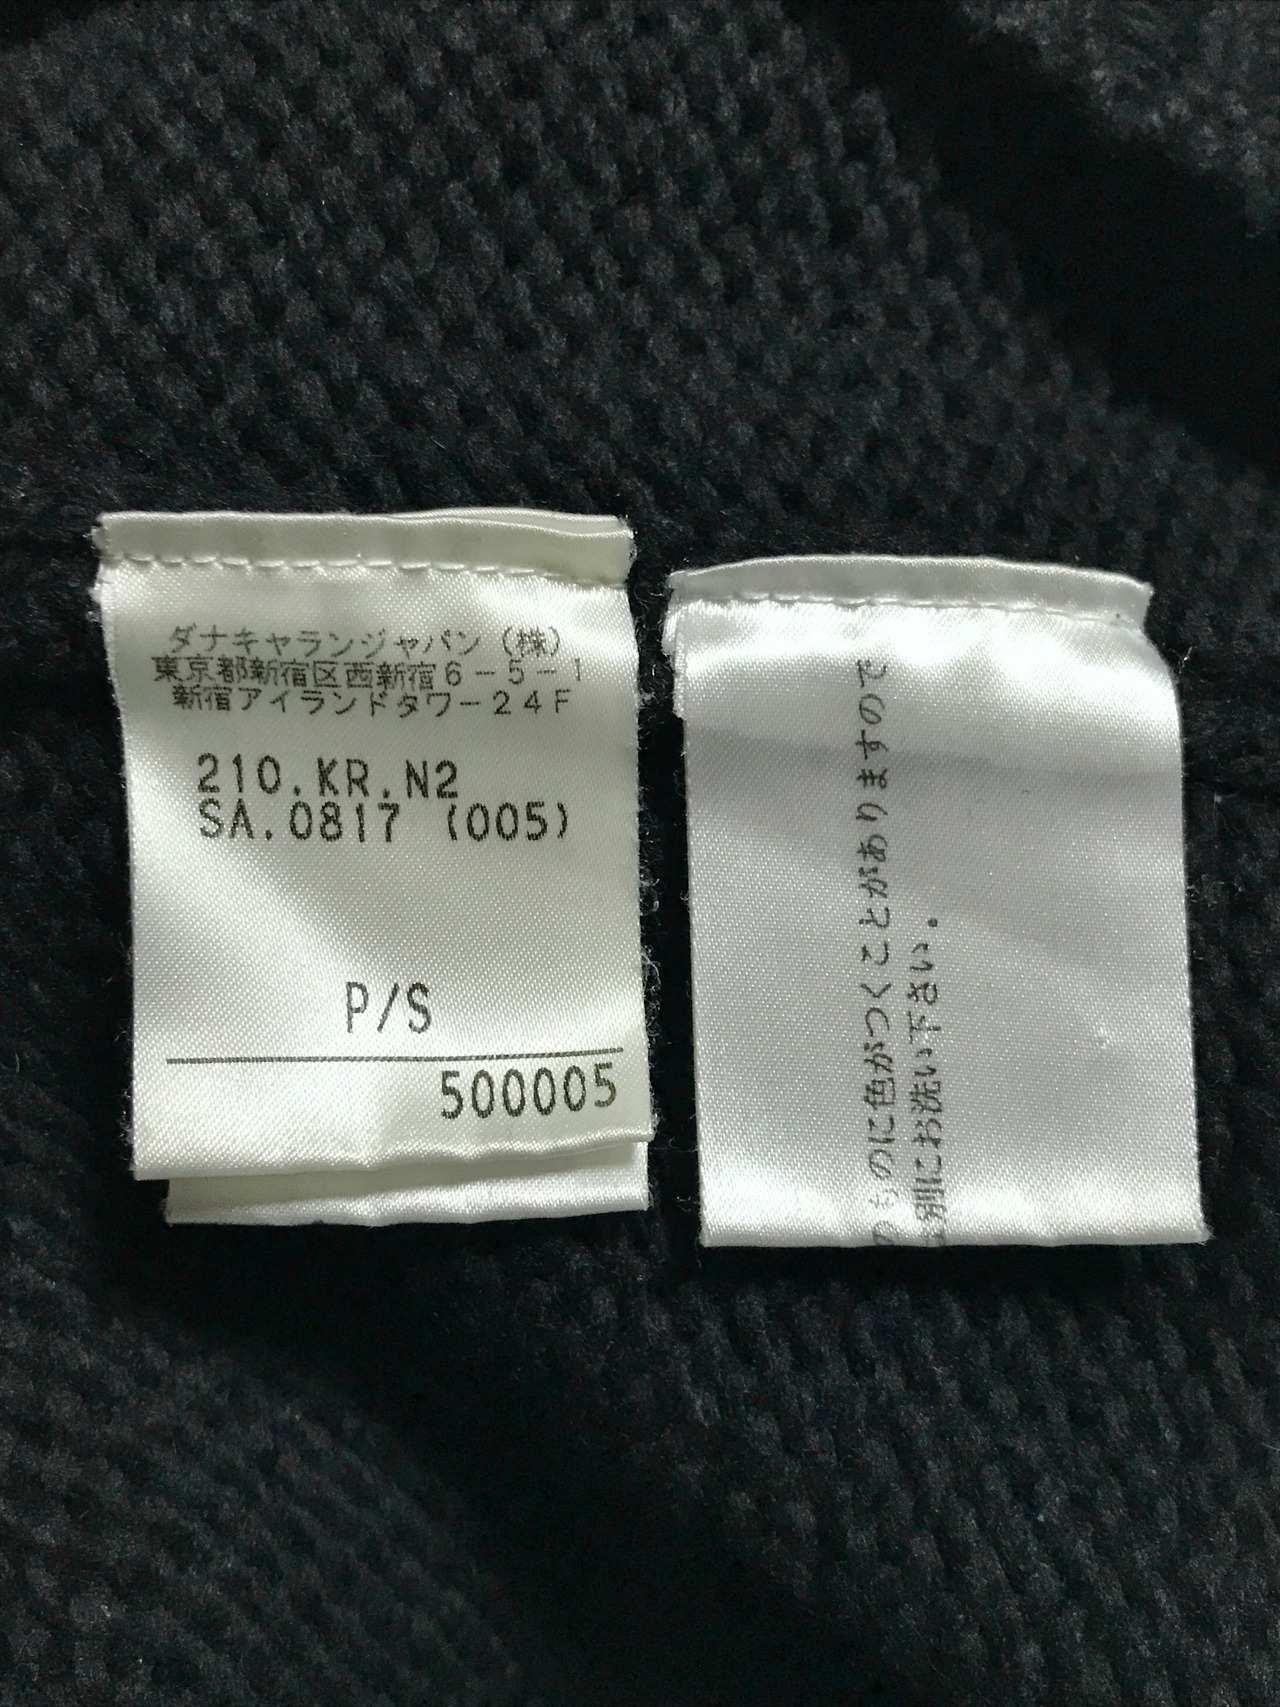 ダナキャランジャパン（株）
東京都新宿区西新宿６－５－１
新宿アイランドタワー２４Ｆ
210.KR.N2
SA.0817 (005)
P/S
500005
のものに色がつくことがありますので
別にお洗い下さい。